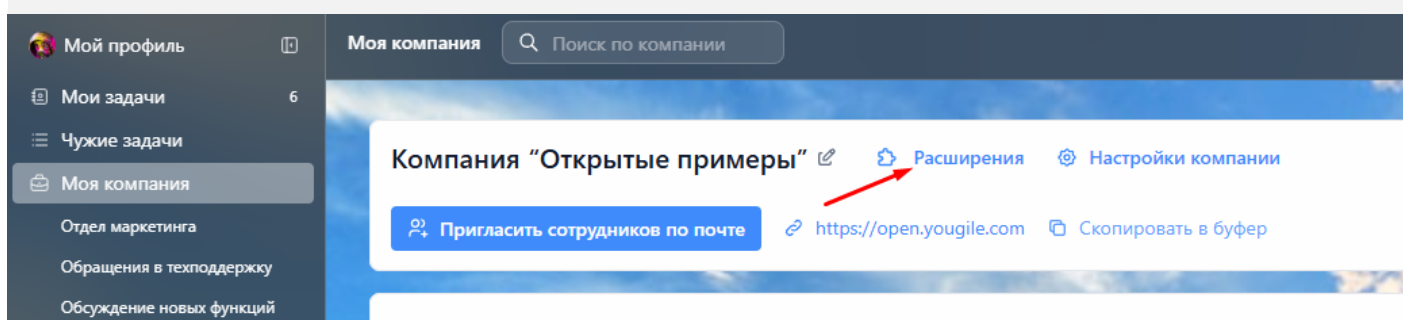 Мой профиль
Моя компания
Поиск по компании
Мои задачи 6
Чужие задачи
Моя компания
Отдел маркетинга
Обращения в техподдержку
Обсуждение новых функций
Компания “Открытые примеры”
Расширения
Настройки компании
Пригласить сотрудников по почте
https://open.yougile.com
Скопировать в буфер